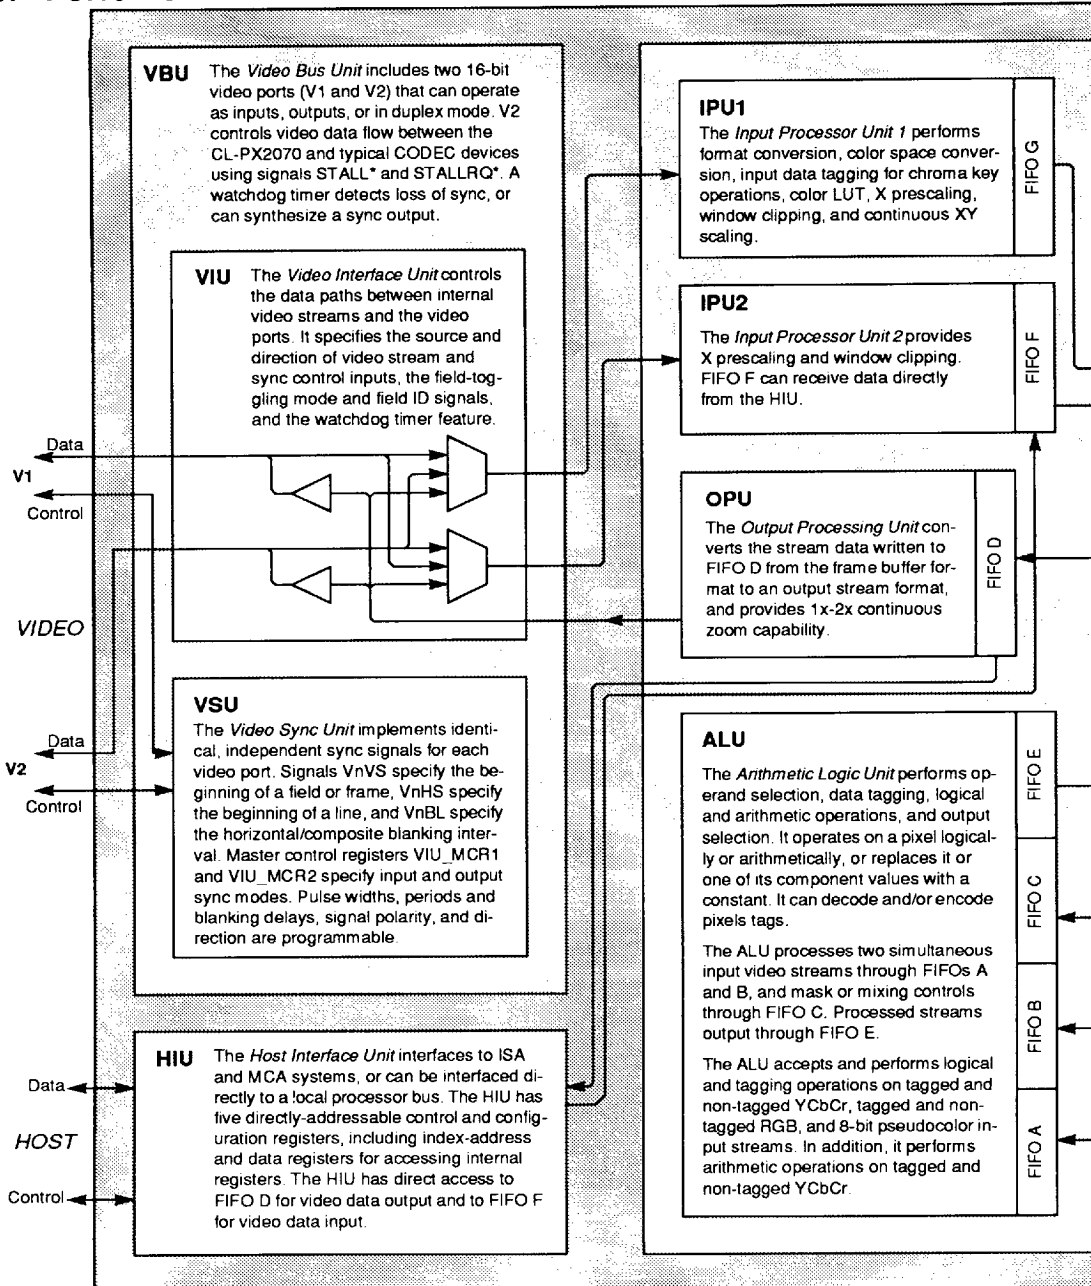 VBU The Video Bus Unit includes two 16-bit
video ports (V1 and V2) that can operate
as inputs, outputs, or in duplex mode. V2
controls video data flow between the
CL-PX2070 and typical CODEC devices
using signals STALL* and STALLRQ*. A
watchdog timer detects loss of sync, or
can synthesize a sync output.
VIU The Video Interface Unit controls
the data paths between internal
video streams and the video
ports. It specifies the source and
direction of video stream and
sync control inputs, the field-tog-
gling mode and field ID signals,
and the watchdog timer feature.
Data
V1
Control
VIDEO
VSU
The Video Sync Unit implements identi-
cal, independent sync signals for each
video port. Signals VnVS specify the be-
ginning of a field or frame, VnHS specify
the beginning of a line, and VnBL specify
the horizontal/composite blanking inter-
val. Master control registers VIU_MCR1
and VIU_MCR2 specify input and output
sync modes. Pulse widths, periods and
blanking delays, signal polarity, and di-
rection are programmable.
Data
V2
Control
HIU The Host Interface Unit interfaces to ISA
and MCA systems, or can be interfaced di-
rectly to a local processor bus. The HIU has
five directly-addressable control and config-
uration registers, including index-address
and data registers for accessing internal
registers. The HIU has direct access to
FIFO D for video data output and to FIFO F
for video data input.
Data
HOST
Control
IPU1
The Input Processor Unit 1 performs
format conversion, color space conver-
sion, input data tagging for chroma key
operations, color LUT, X prescaling,
window clipping, and continuous XY
scaling.
FIFO G
IPU2
The Input Processor Unit 2 provides
X prescaling and window clipping.
FIFO F can receive data directly
from the HIU.
FIFO F
OPU
The Output Processing Unit con-
verts the stream data written to
FIFO D from the frame buffer for-
mat to an output stream format,
and provides 1x-2x continuous
zoom capability.
FIFO D
ALU
The Arithmetic Logic Unit performs op-
erand selection, data tagging, logical
and arithmetic operations, and output
selection. It operates on a pixel logical-
ly or arithmetically, or replaces it or
one of its component values with a
constant. It can decode and/or encode
pixels tags.
The ALU processes two simultaneous
input video streams through FIFOs A
and B, and mask or mixing controls
through FIFO C. Processed streams
output through FIFO E.
The ALU accepts and performs logical
and tagging operations on tagged and
non-tagged YCbCr, tagged and non-
tagged RGB, and 8-bit pseudocolor in-
put streams. In addition, it performs
arithmetic operations on tagged and
non-tagged YCbCr.
FIFO E
FIFO C
FIFO B
FIFO A